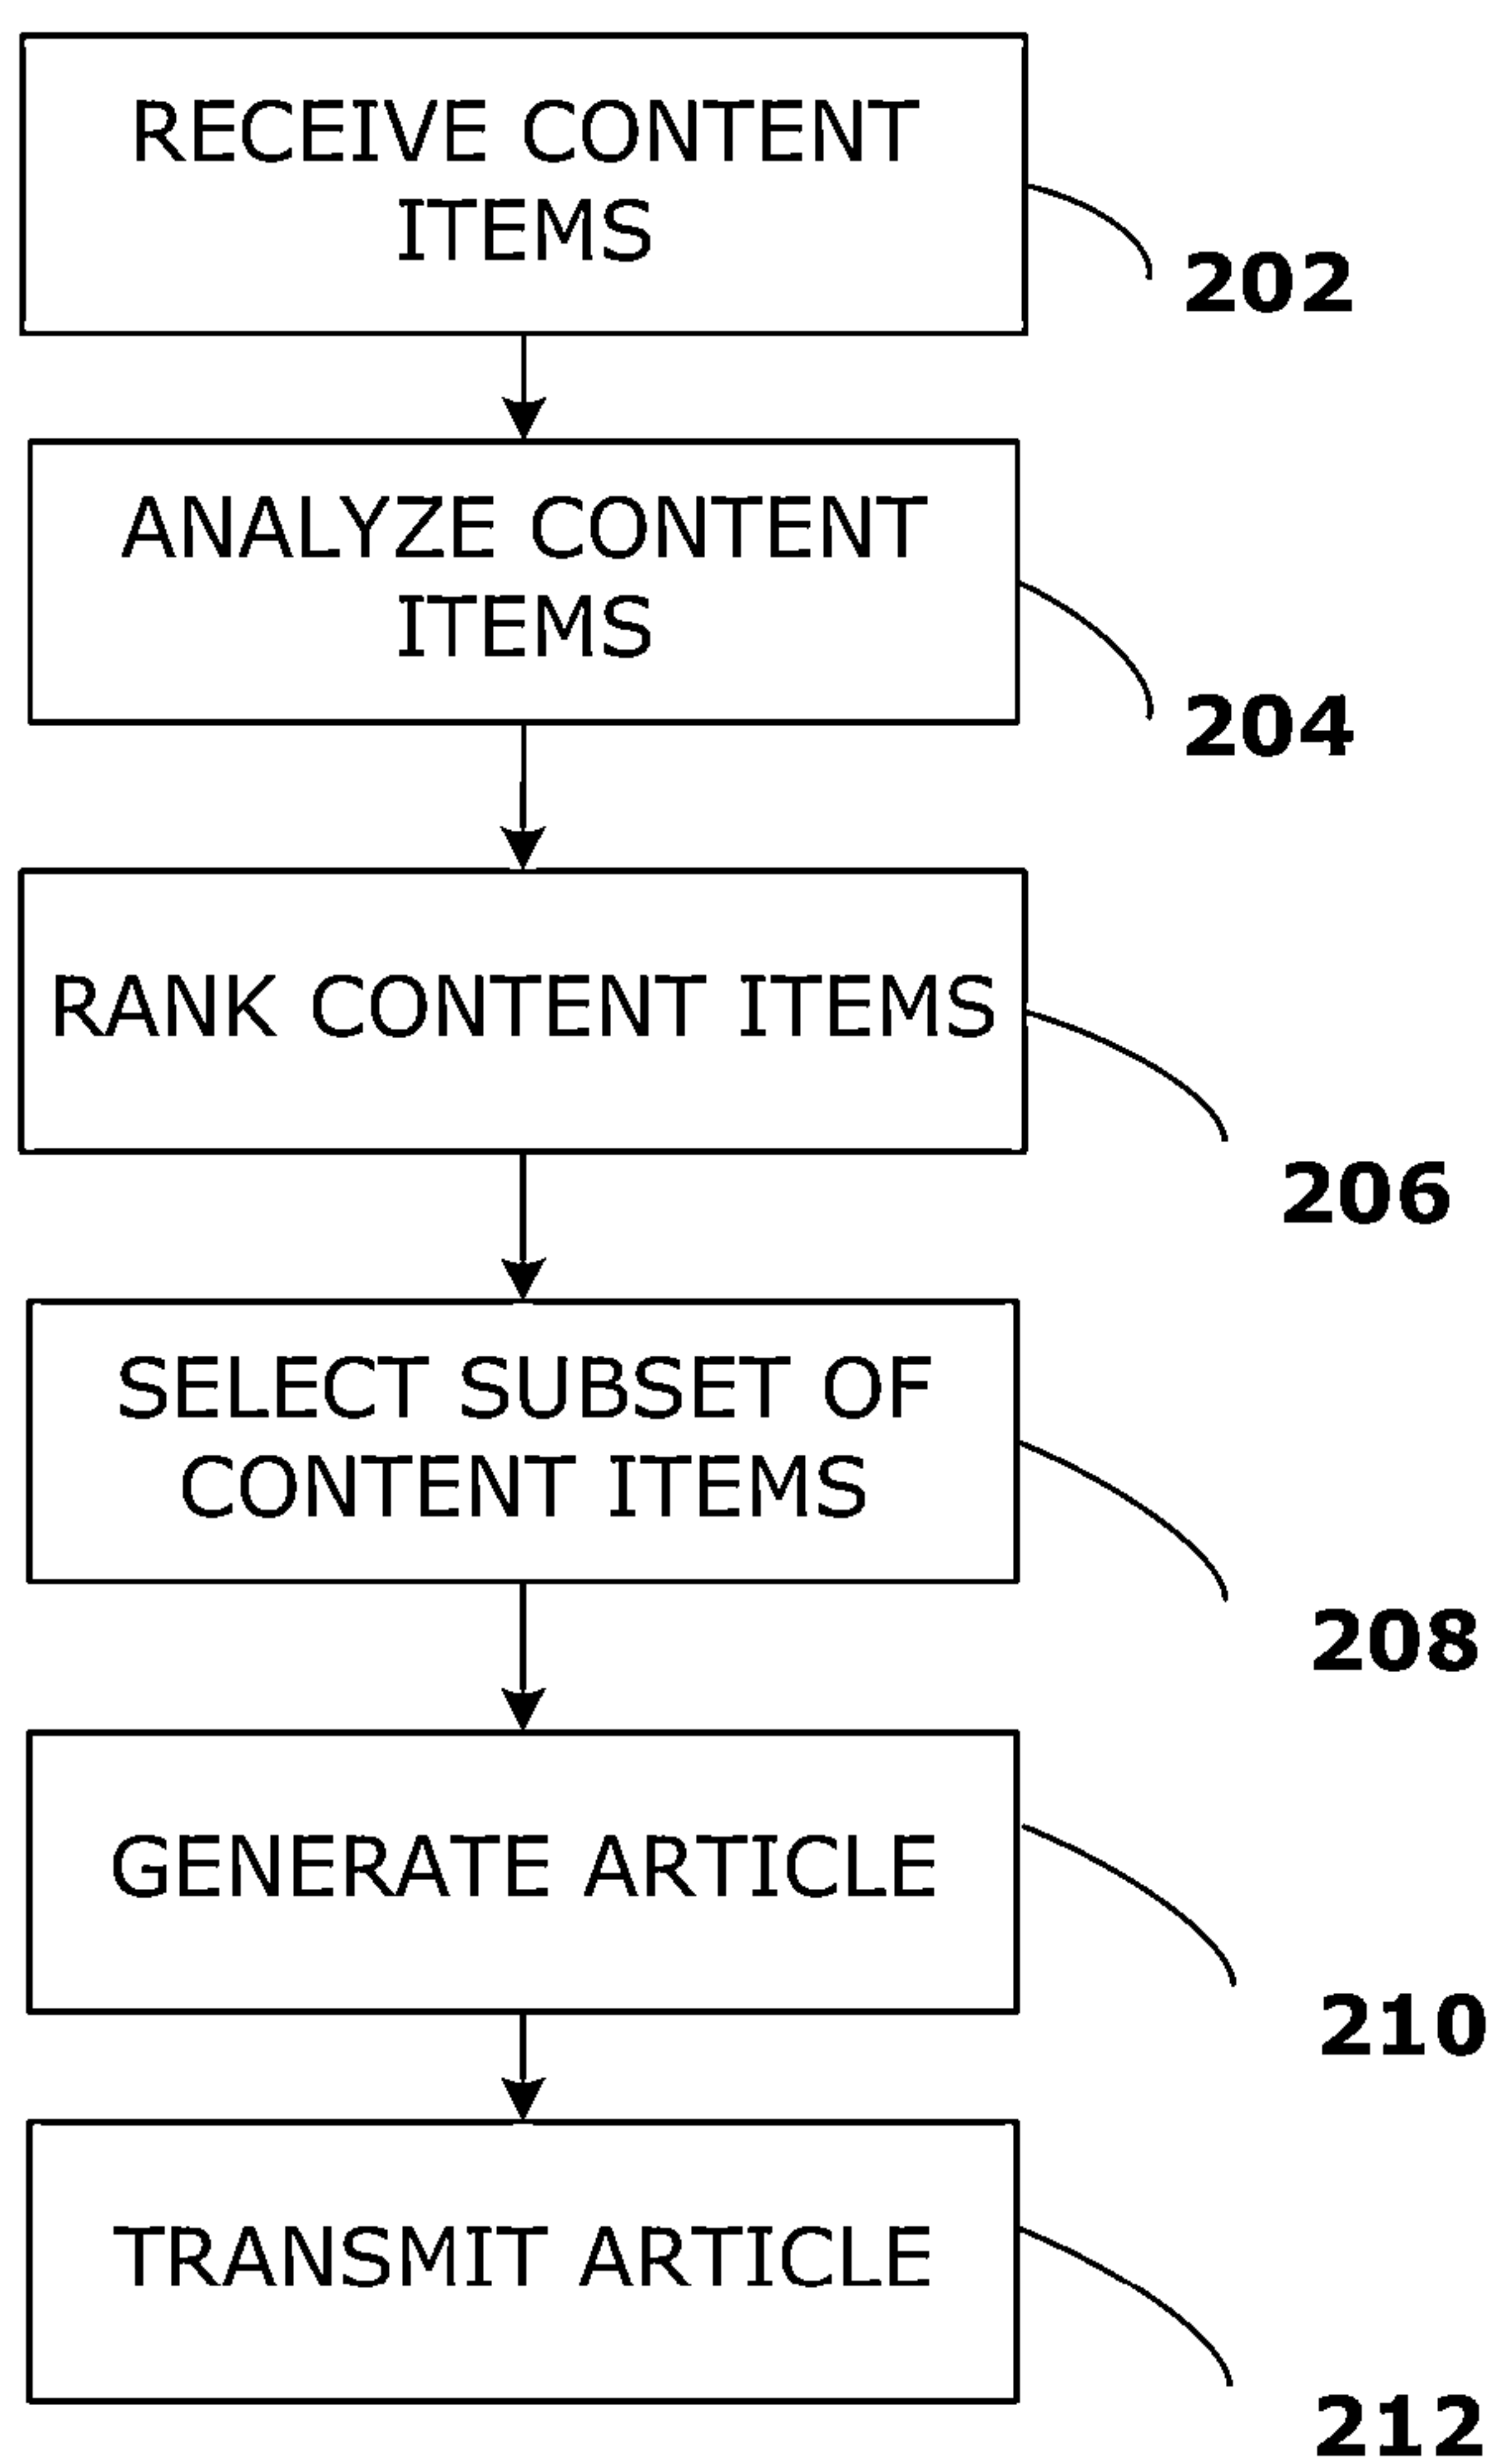 RECEIVE CONTENT
ITEMS
202
ANALYZE CONTENT
ITEMS
204
RANK CONTENT ITEMS
206
SELECT SUBSET OF
CONTENT ITEMS
208
GENERATE ARTICLE
210
TRANSMIT ARTICLE
212